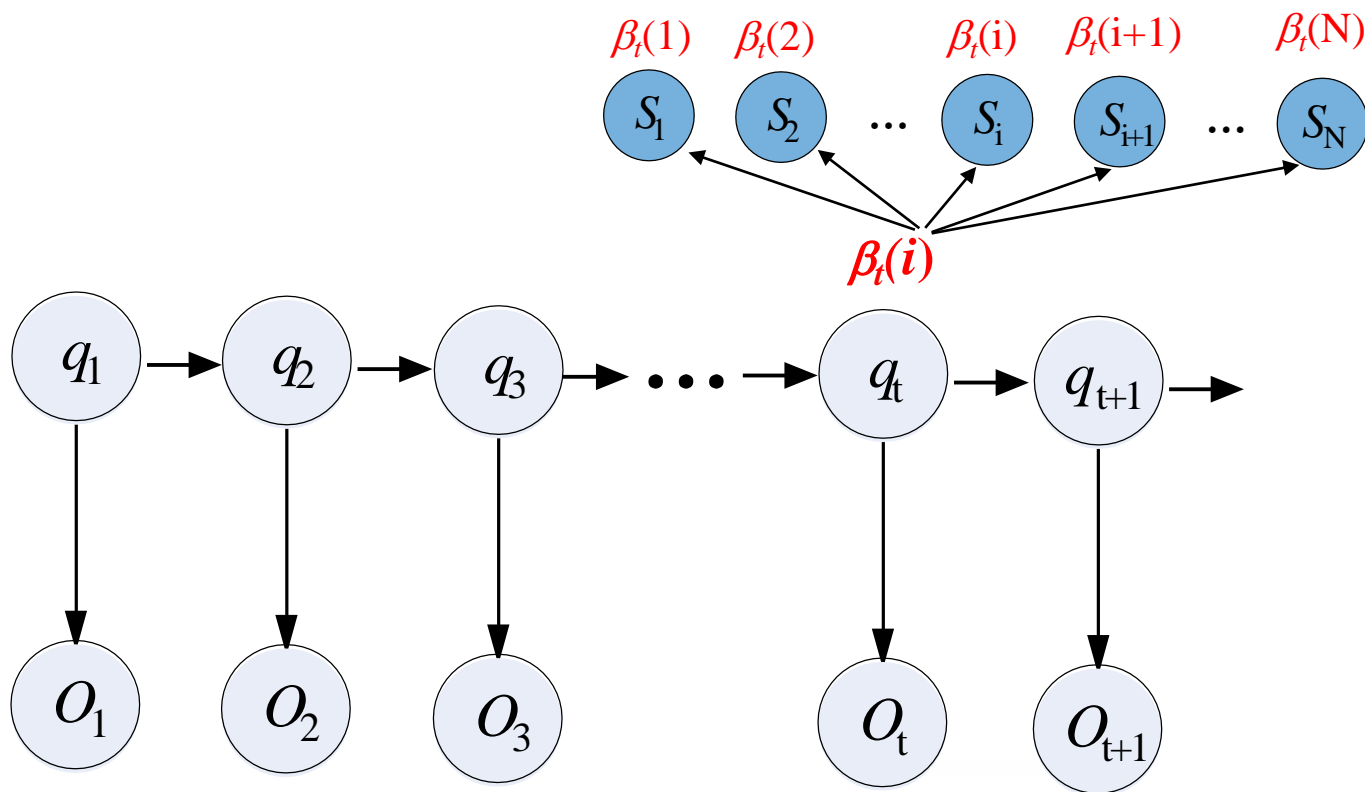 βₜ(1) βₜ(2) βₜ(i) βₜ(i+1) βₜ(N)
S₁ S₂ ... Sᵢ Sᵢ₊₁ ... S_N
βₜ(i)
q₁ q₂ q₃ ... qₜ qₜ₊₁
O₁ O₂ O₃ Oₜ Oₜ₊₁